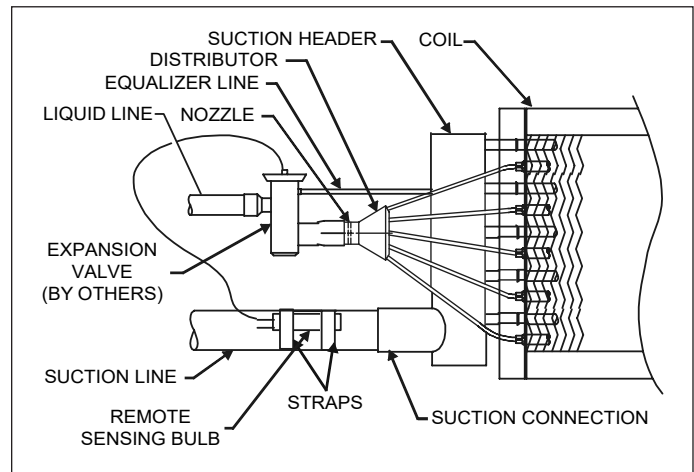 SUCTION HEADER
COIL
DISTRIBUTOR
EQUALIZER LINE
LIQUID LINE
NOZZLE
EXPANSION
VALVE
(BY OTHERS)
SUCTION LINE
STRAPS
REMOTE
SENSING BULB
SUCTION CONNECTION